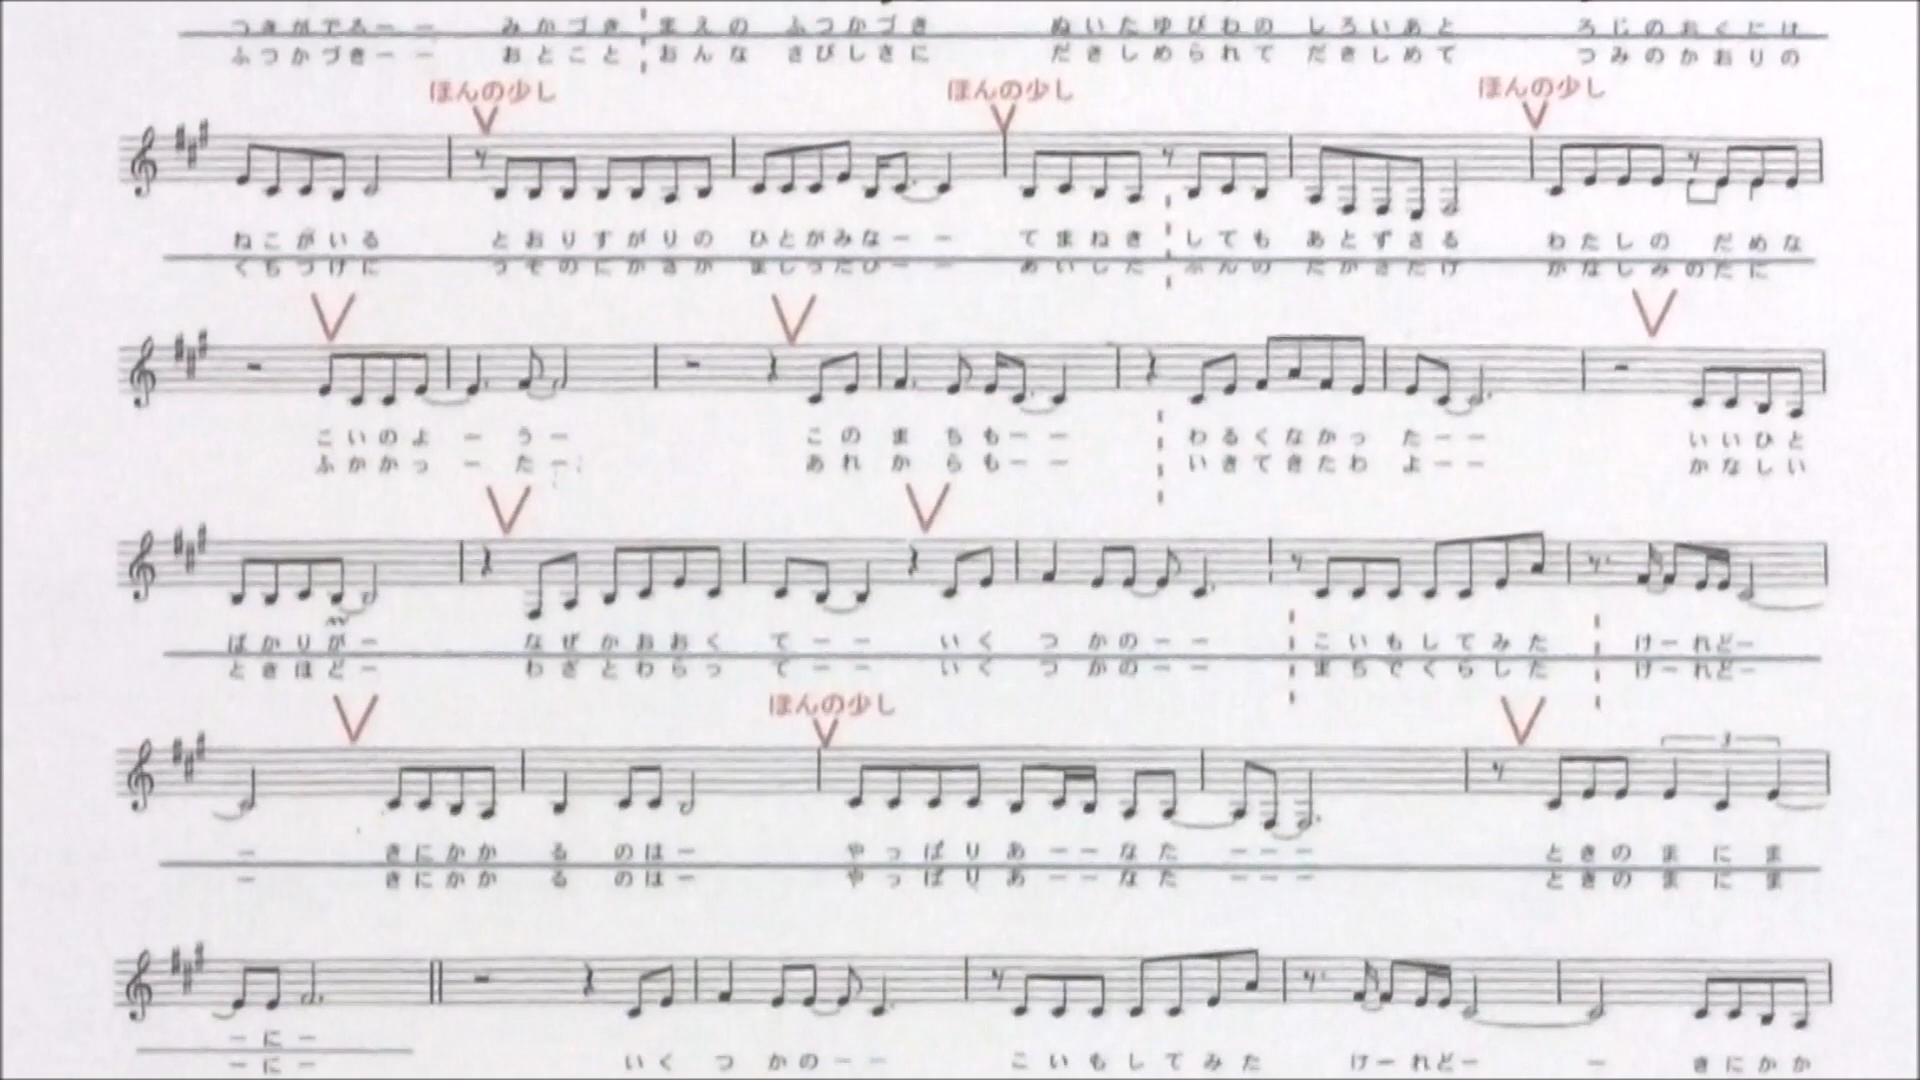 つきがでるーー みかづき まえの ふつかづき ぬいたゆびわの しろいあと ろじのおくには
ふつかづきーー おとこと おんな さびしさに だきしめられて だきしめて つみのかおりの
ほんの少し ほんの少し ほんの少し
ねこがいる とおりすがりの ひとがみなーー てまねき しても あとずさる わたしの だめな
くちづけに うそのにがさが まじったひーー あいした ぶんの たがさだけ かなしみのたに
こいのよーうー このまちもーー わるくなかったーー いいひと
ふかかったー あれからもーー いきてきたわよーー かなしい
ばかりがー なぜかおおくてーー いくつかのーー こいもしてみた けーれどー
ときほどー わざとわらってーー いくつかのーー まちでくらした けーれどー
ほんの少し
ー きにかかるのはー やっぱりあーーなたーーー ときのまにま
ー きにかかるのはー やっぱりあーーなたーーー ときのまにま
3
ーにー
ーにー いくつかのーー こいもしてみた けーれどー ー きにかか